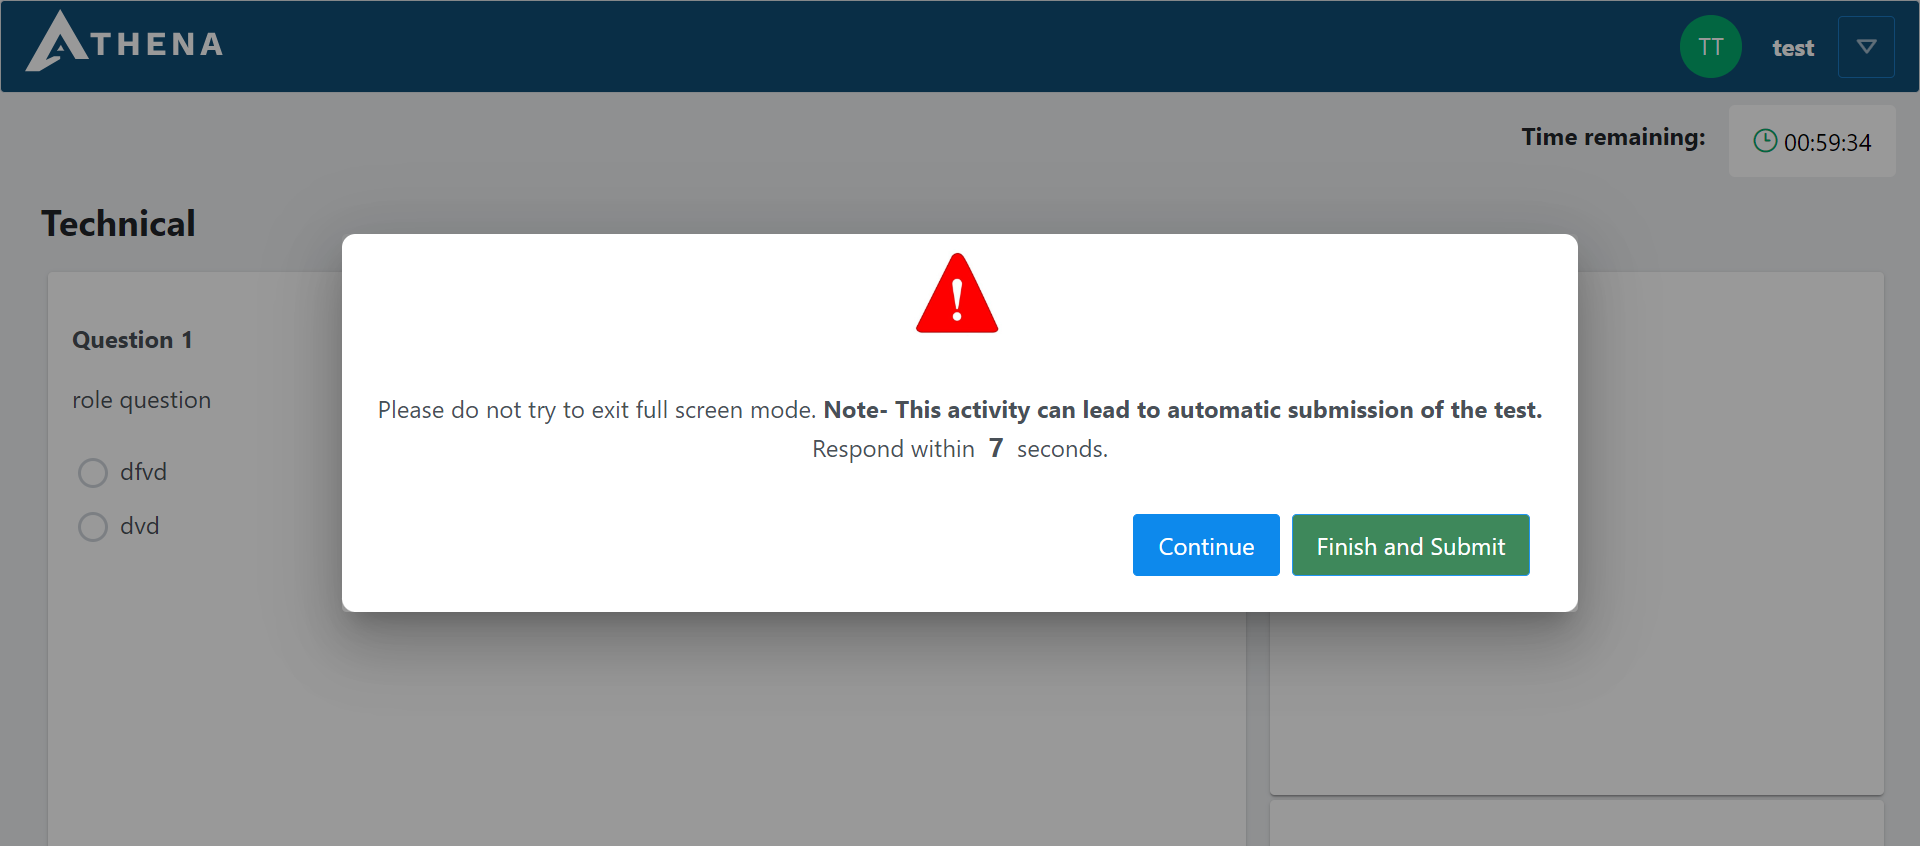 ATHENA
TT
test
Time remaining:
00:59:34
Technical
Question 1
role question
dfvd
dvd
!
Please do not try to exit full screen mode. Note- This activity can lead to automatic submission of the test.
Respond within 7 seconds.
Continue
Finish and Submit